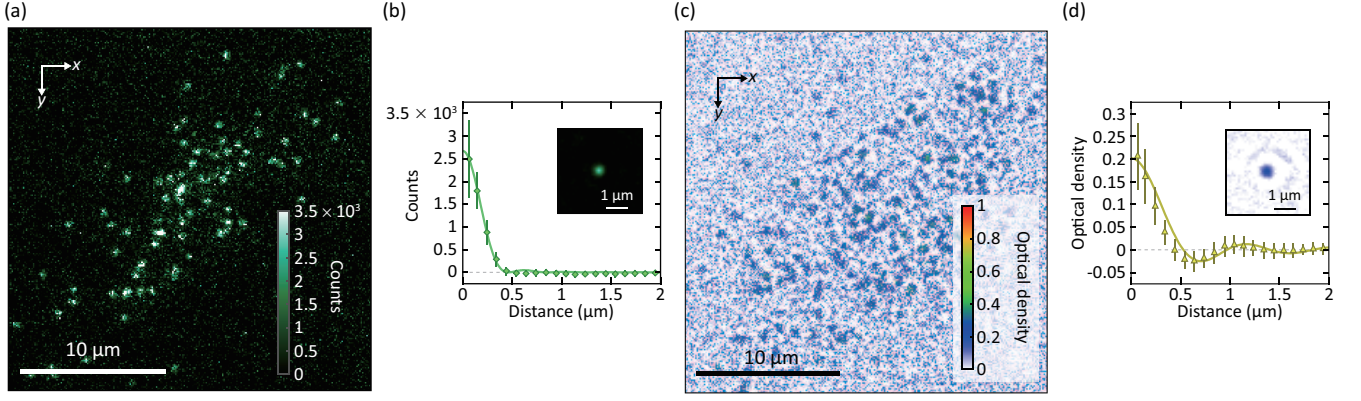 (a)
x
y
10 μm
3.5 × 10³
3
2.5
2
1.5
1
0.5
0
Counts
(b)
3.5 × 10³
3
2.5
2
1.5
1
0.5
0
Counts
1 μm
0 0.5 1 1.5 2
Distance (μm)
(c)
x
y
10 μm
1
0.8
0.6
0.4
0.2
0
Optical density
(d)
0.3
0.25
0.2
0.15
0.1
0.05
0
-0.05
Optical density
1 μm
0 0.5 1 1.5 2
Distance (μm)